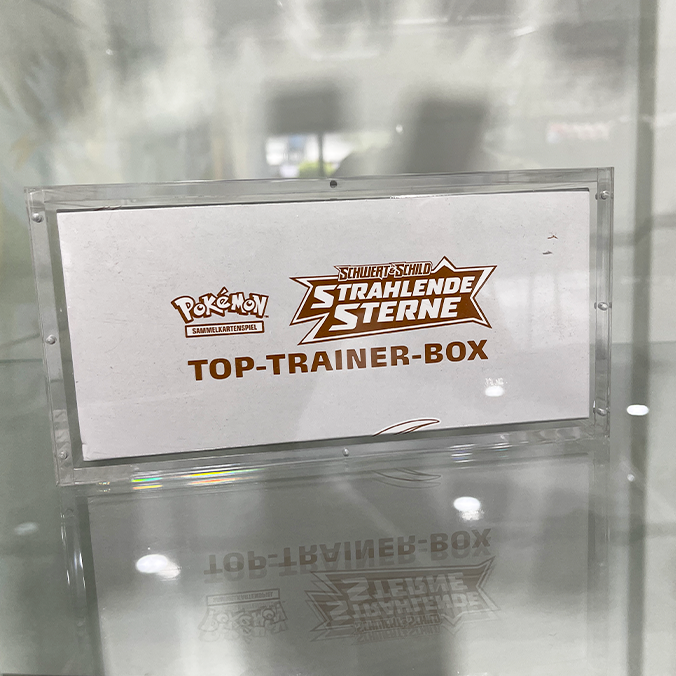 Pokémon
SAMMELKARTENSPIEL
SCHWERT & SCHILD
STRAHLENDE
STERNE
TOP-TRAINER-BOX